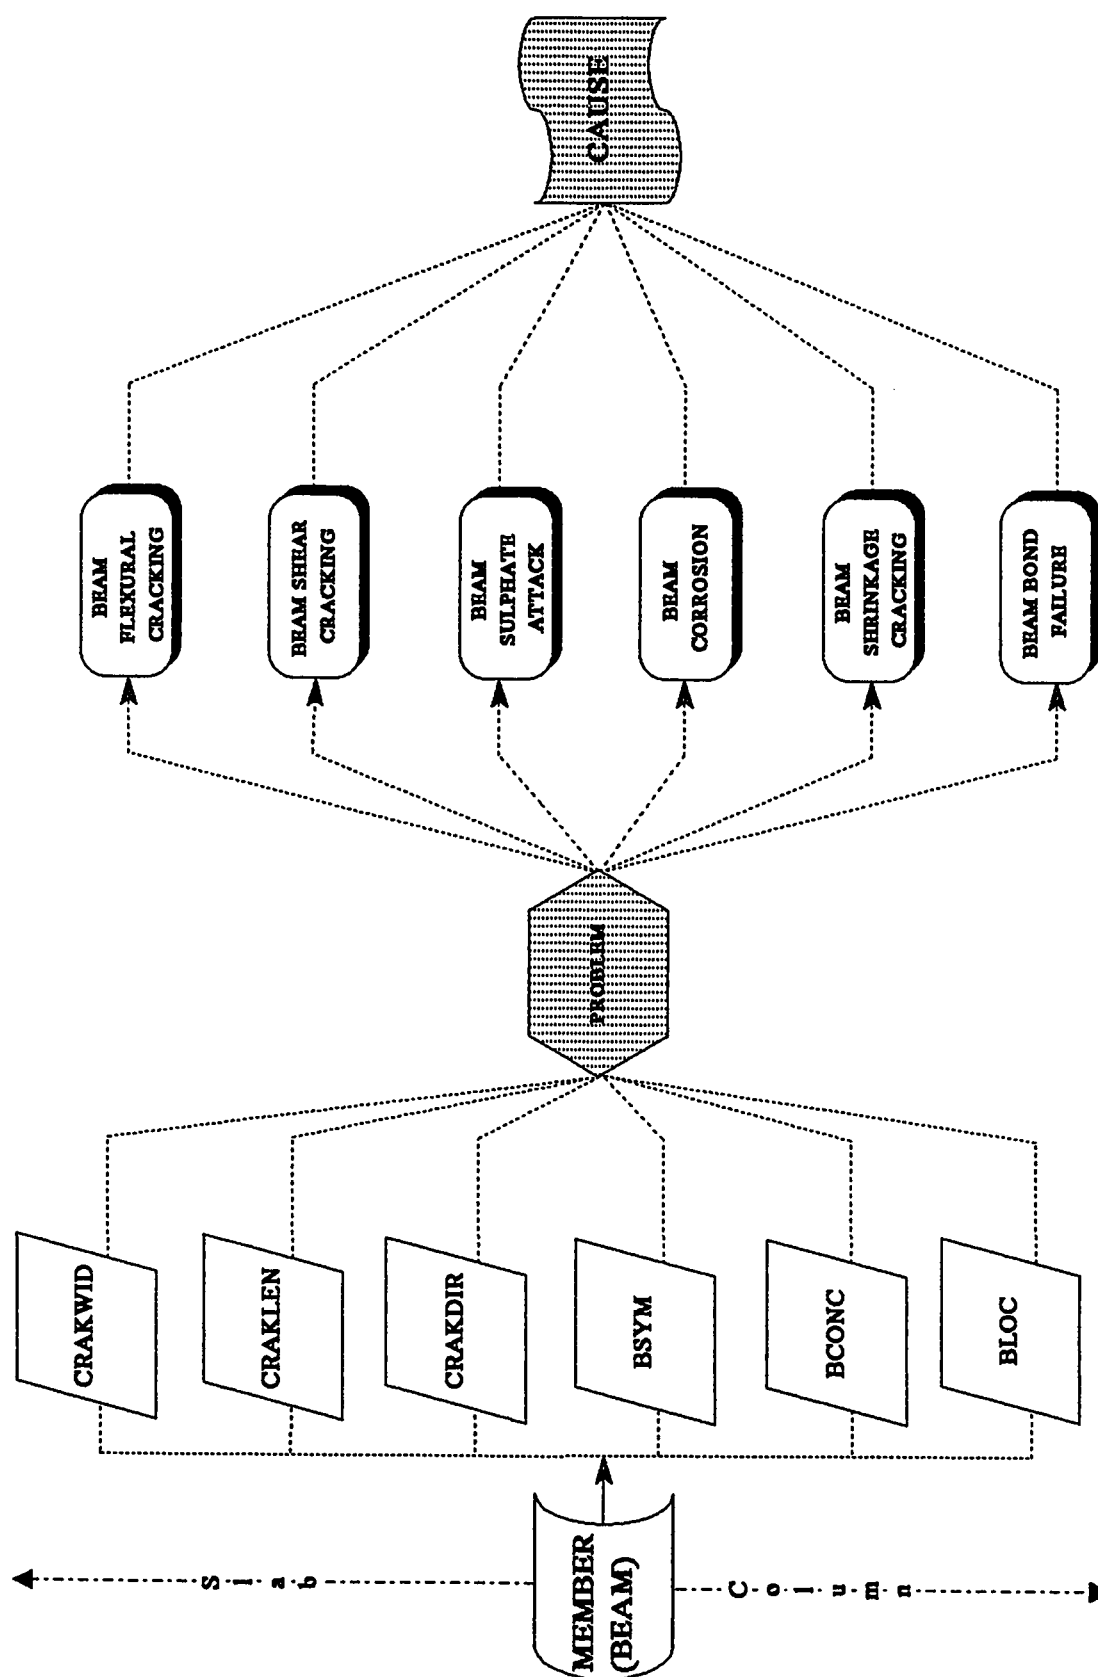 Slab
MEMBER
(BEAM)
Column
CRAKWID
CRAKLEN
CRAKDIR
BSYM
BCONC
BLOC
PROBLEM
BEAM
FLEXURAL
CRACKING
BEAM SHEAR
CRACKING
BEAM
SULPHATE
ATTACK
BEAM
CORROSION
BEAM
SHRINKAGE
CRACKING
BEAM BOND
FAILURE
CAUSE